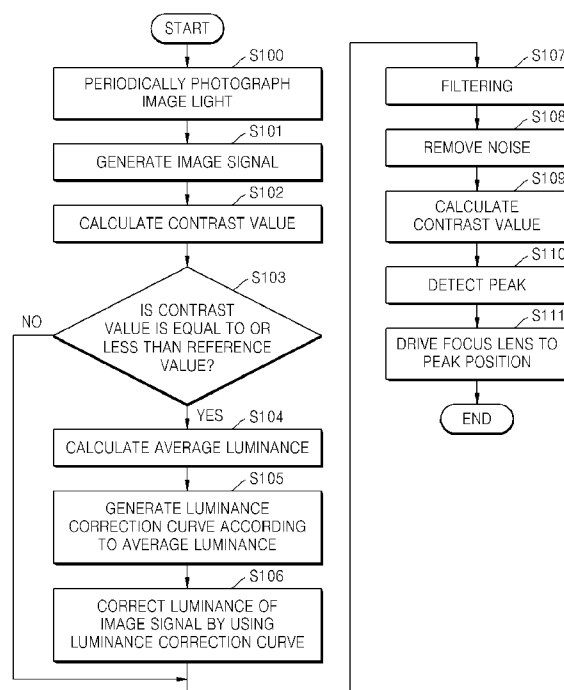 START
S100
PERIODICALLY PHOTOGRAPH
IMAGE LIGHT
S101
GENERATE IMAGE SIGNAL
S102
CALCULATE CONTRAST VALUE
S103
IS CONTRAST
VALUE IS EQUAL TO OR
LESS THAN REFERENCE
VALUE?
NO
YES
S104
CALCULATE AVERAGE LUMINANCE
S105
GENERATE LUMINANCE
CORRECTION CURVE ACCORDING
TO AVERAGE LUMINANCE
S106
CORRECT LUMINANCE OF
IMAGE SIGNAL BY USING
LUMINANCE CORRECTION CURVE
S107
FILTERING
S108
REMOVE NOISE
S109
CALCULATE
CONTRAST VALUE
S110
DETECT PEAK
S111
DRIVE FOCUS LENS TO
PEAK POSITION
END